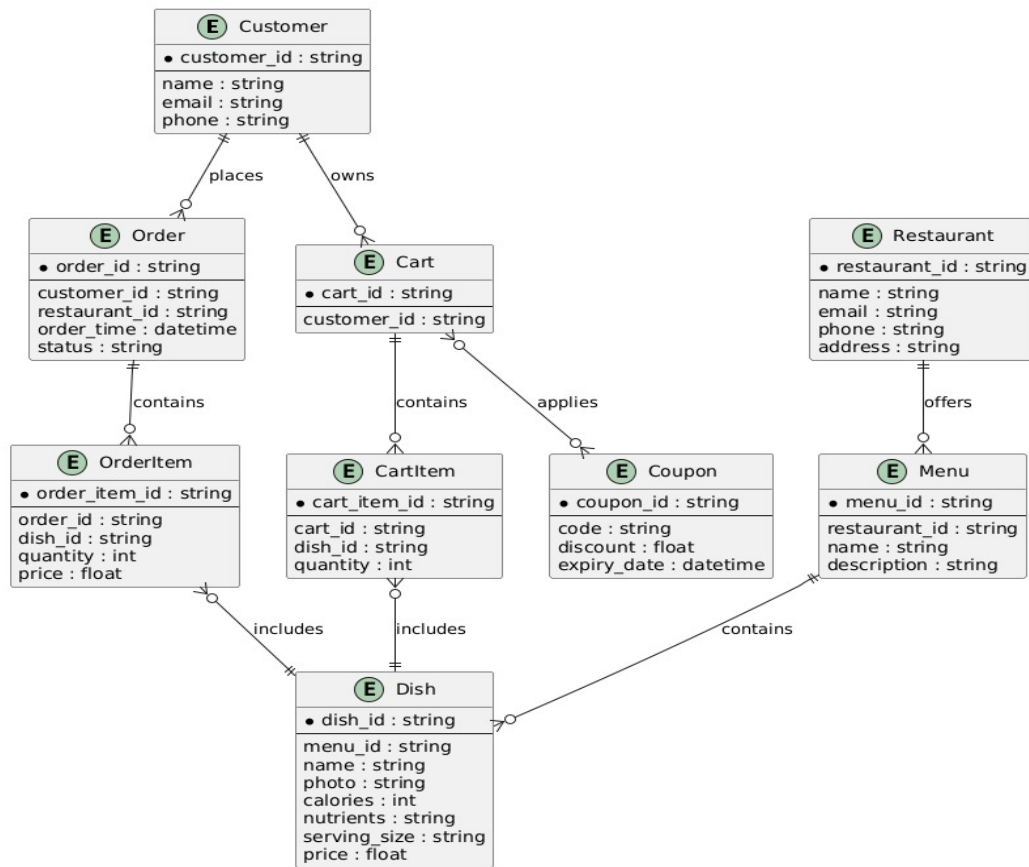 E Customer
• customer_id : string
name : string
email : string
phone : string
places
owns
E Order
• order_id : string
customer_id : string
restaurant_id : string
order_time : datetime
status : string
E Cart
• cart_id : string
customer_id : string
E Restaurant
• restaurant_id : string
name : string
email : string
phone : string
address : string
contains
contains
applies
offers
E OrderItem
• order_item_id : string
order_id : string
dish_id : string
quantity : int
price : float
E CartItem
• cart_item_id : string
cart_id : string
dish_id : string
quantity : int
E Coupon
• coupon_id : string
code : string
discount : float
expiry_date : datetime
E Menu
• menu_id : string
restaurant_id : string
name : string
description : string
includes
includes
contains
E Dish
• dish_id : string
menu_id : string
name : string
photo : string
calories : int
nutrients : string
serving_size : string
price : float